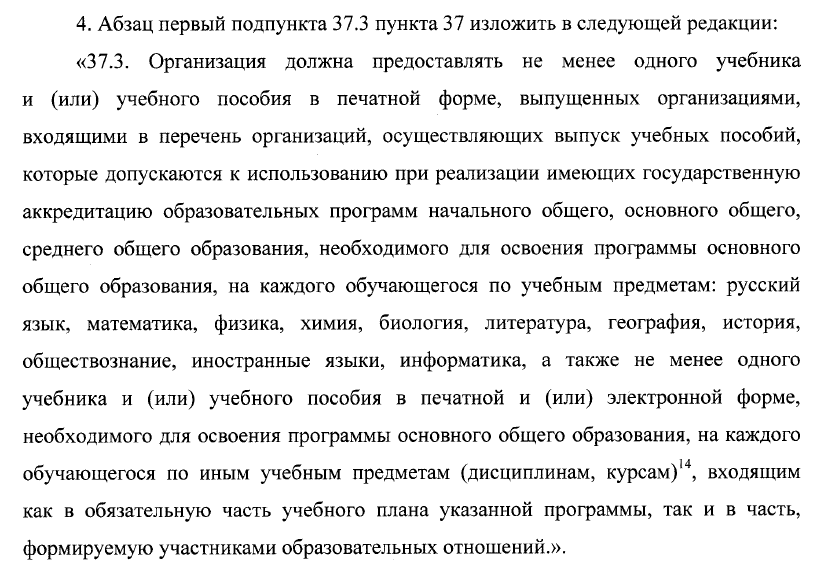 4. Абзац первый подпункта 37.3 пункта 37 изложить в следующей редакции:
«37.3. Организация должна предоставлять не менее одного учебника
и (или) учебного пособия в печатной форме, выпущенных организациями,
входящими в перечень организаций, осуществляющих выпуск учебных пособий,
которые допускаются к использованию при реализации имеющих государственную
аккредитацию образовательных программ начального общего, основного общего,
среднего общего образования, необходимого для освоения программы основного
общего образования, на каждого обучающегося по учебным предметам: русский
язык, математика, физика, химия, биология, литература, география, история,
обществознание, иностранные языки, информатика, а также не менее одного
учебника и (или) учебного пособия в печатной и (или) электронной форме,
необходимого для освоения программы основного общего образования, на каждого
обучающегося по иным учебным предметам (дисциплинам, курсам)¹⁴, входящим
как в обязательную часть учебного плана указанной программы, так и в часть,
формируемую участниками образовательных отношений.».